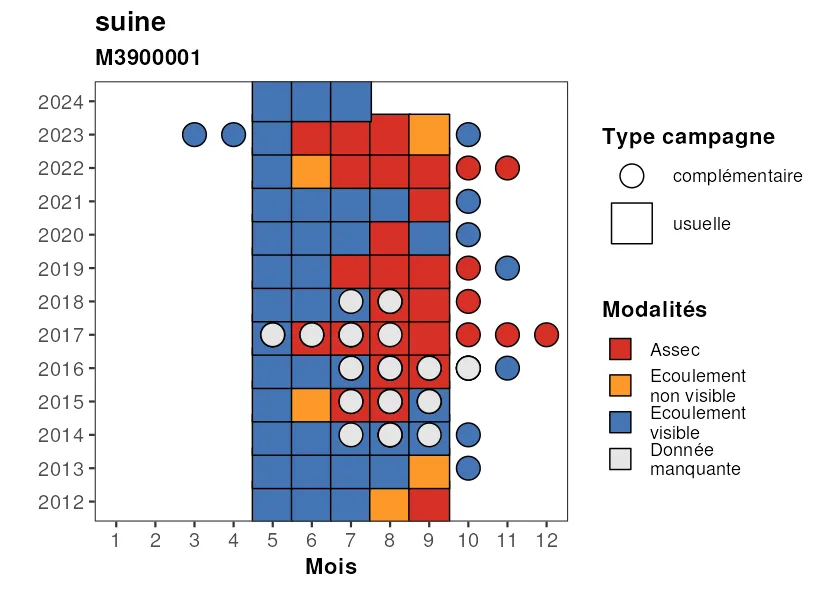 suine
M3900001
2024
2023
2022
2021
2020
2019
2018
2017
2016
2015
2014
2013
2012
1 2 3 4 5 6 7 8 9 10 11 12
Mois
Type campagne
complémentaire
usuelle
Modalités
Assec
Ecoulement
non visible
Ecoulement
visible
Donnée
manquante